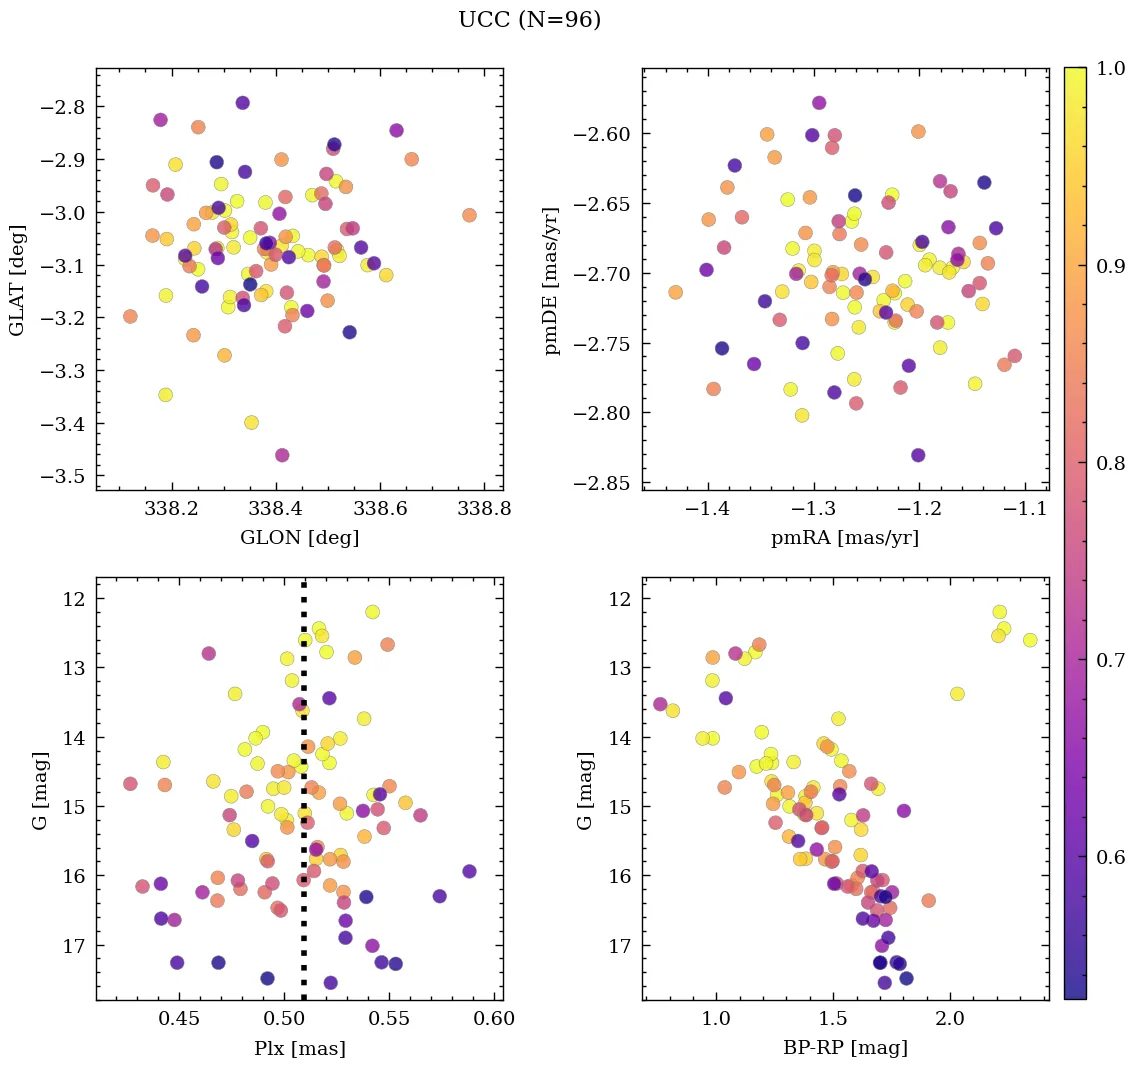 UCC (N=96)
−2.8
−2.9
−3.0
−3.1
−3.2
−3.3
−3.4
−3.5
GLAT [deg]
338.2 338.4 338.6 338.8
GLON [deg]
−2.60
−2.65
−2.70
−2.75
−2.80
−2.85
pmDE [mas/yr]
−1.4 −1.3 −1.2 −1.1
pmRA [mas/yr]
1.0
0.9
0.8
0.7
0.6
12
13
14
15
16
17
G [mag]
0.45 0.50 0.55 0.60
Plx [mas]
12
13
14
15
16
17
G [mag]
1.0 1.5 2.0
BP-RP [mag]